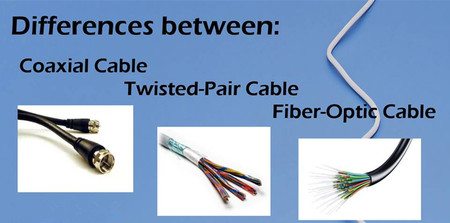 Differences between:
Coaxial Cable
Twisted-Pair Cable
Fiber-Optic Cable